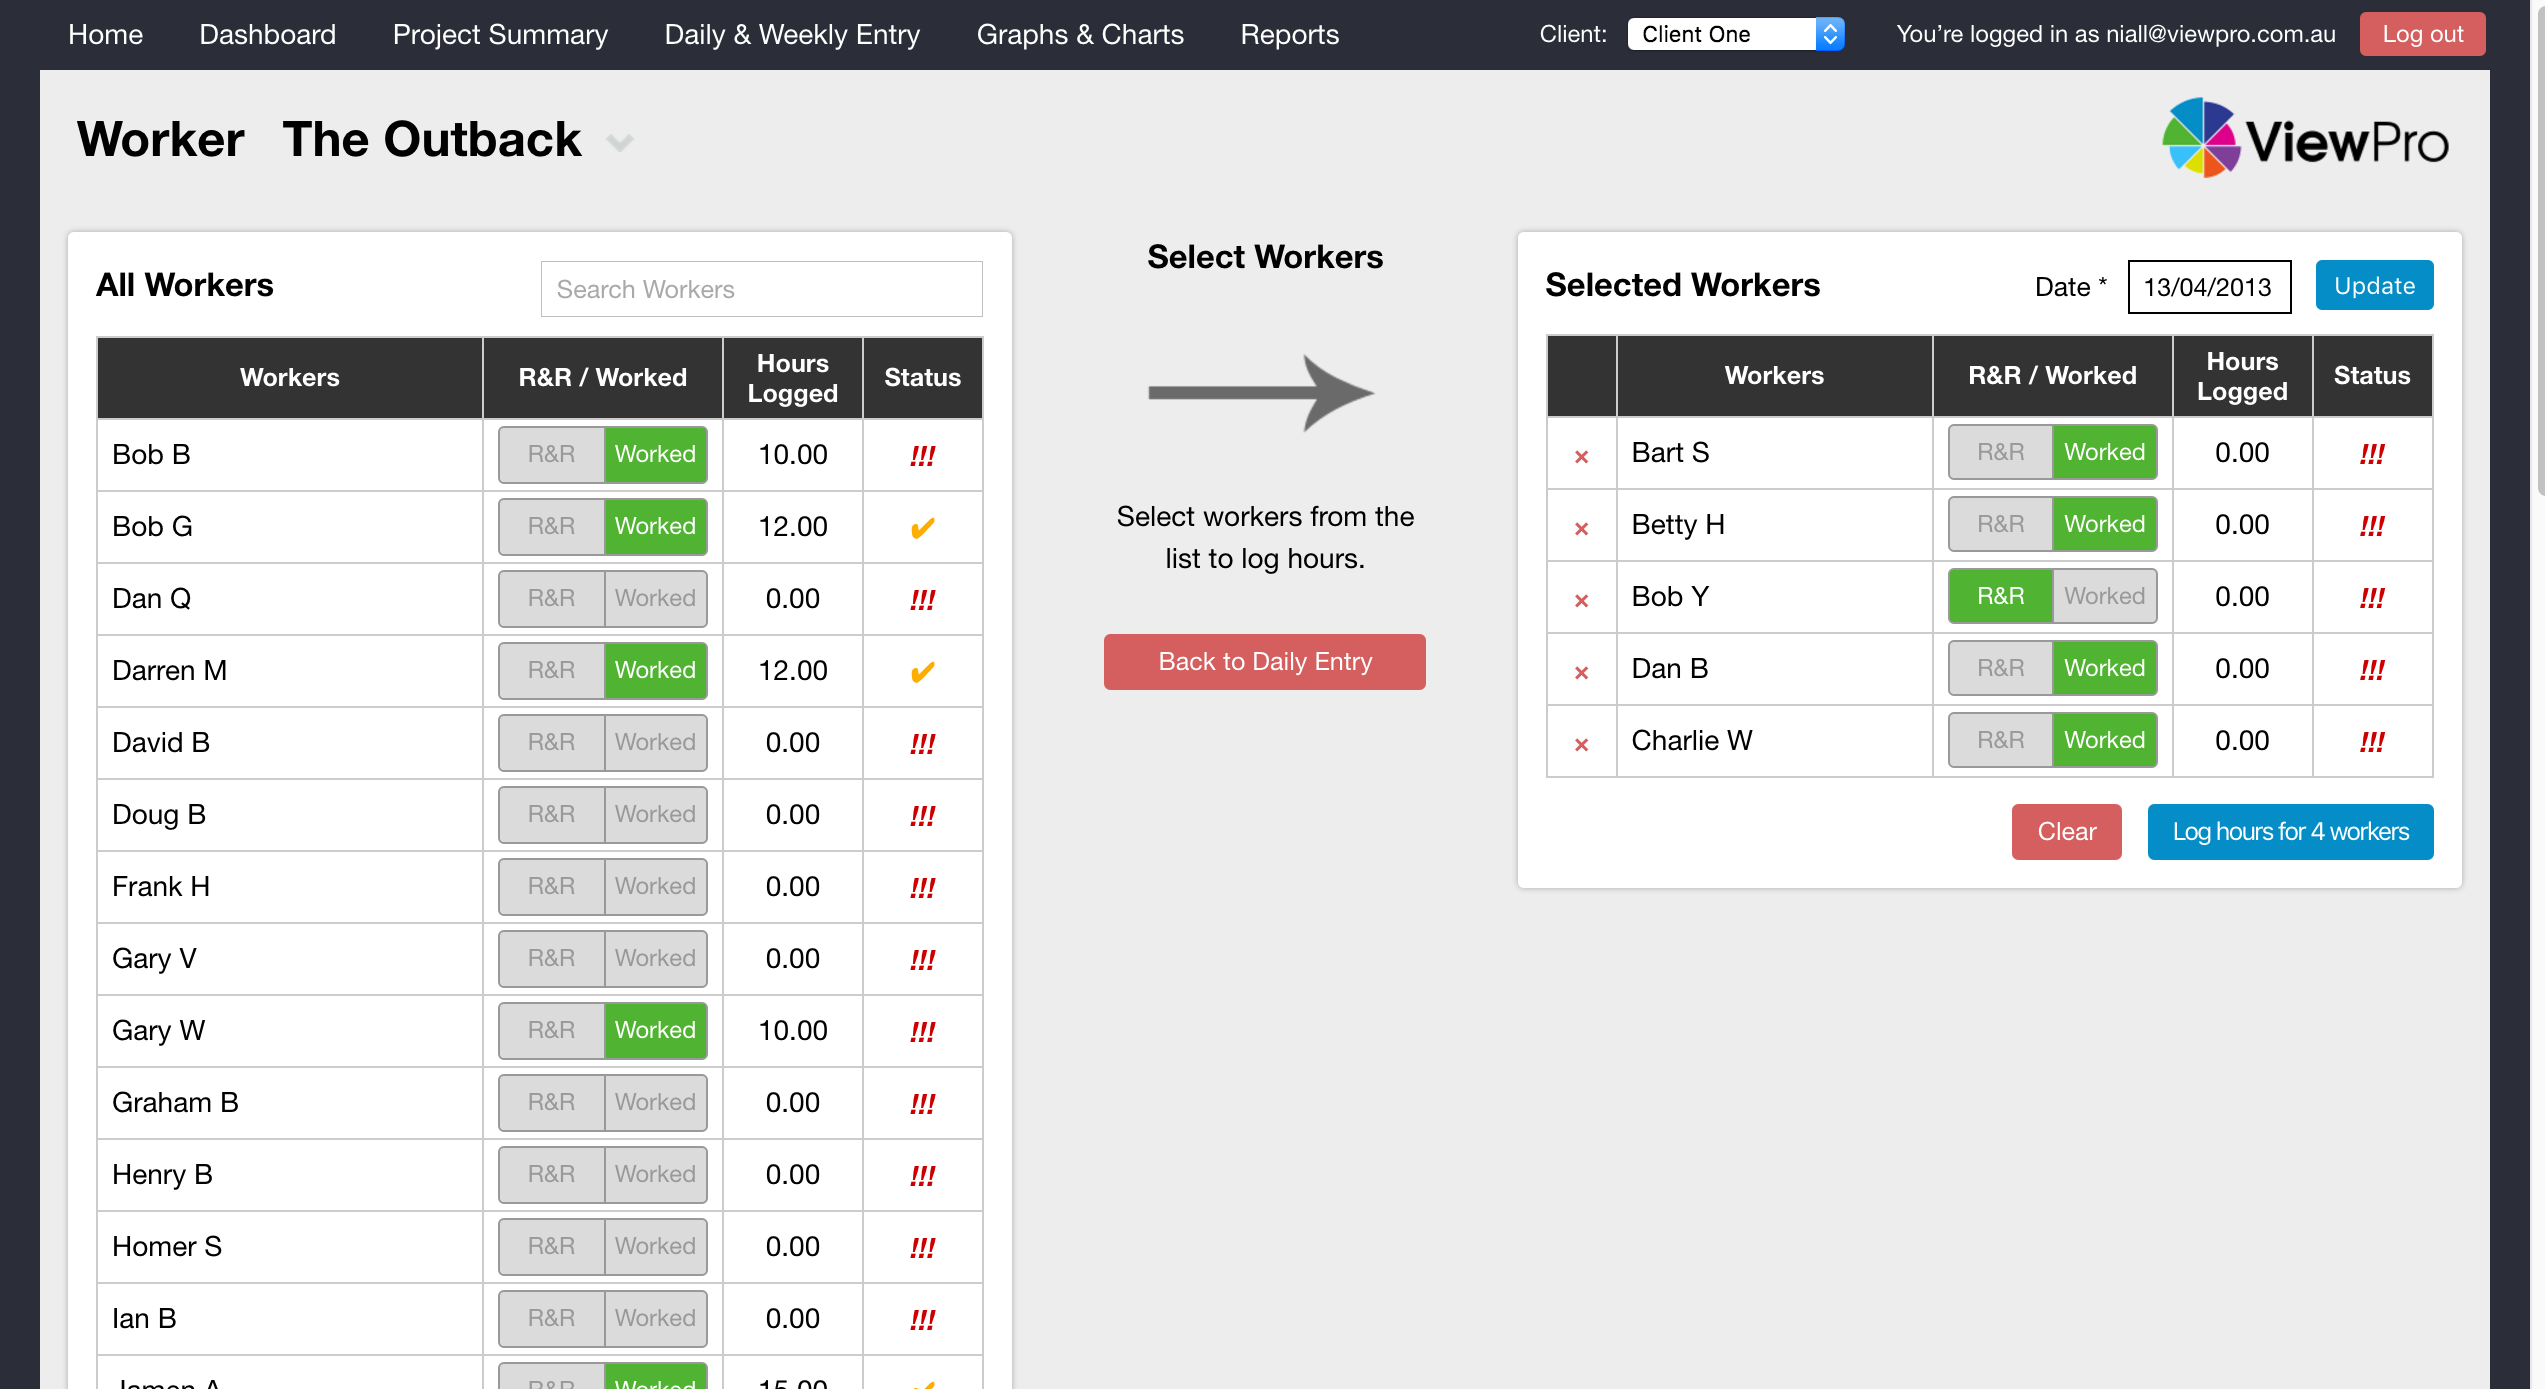 Home Dashboard Project Summary Daily & Weekly Entry Graphs & Charts Reports Client: Client One You're logged in as niall@viewpro.com.au Log out
Worker The Outback
ViewPro
All Workers Search Workers
Workers R&R / Worked Hours Logged Status
Bob B R&R Worked 10.00 !!!
Bob G R&R Worked 12.00 ✔
Dan Q R&R Worked 0.00 !!!
Darren M R&R Worked 12.00 ✔
David B R&R Worked 0.00 !!!
Doug B R&R Worked 0.00 !!!
Frank H R&R Worked 0.00 !!!
Gary V R&R Worked 0.00 !!!
Gary W R&R Worked 10.00 !!!
Graham B R&R Worked 0.00 !!!
Henry B R&R Worked 0.00 !!!
Homer S R&R Worked 0.00 !!!
Ian B R&R Worked 0.00 !!!
R&R Worked 15.00
Select Workers
Select workers from the
list to log hours.
Back to Daily Entry
Selected Workers Date * 13/04/2013 Update
Workers R&R / Worked Hours Logged Status
× Bart S R&R Worked 0.00 !!!
× Betty H R&R Worked 0.00 !!!
× Bob Y R&R Worked 0.00 !!!
× Dan B R&R Worked 0.00 !!!
× Charlie W R&R Worked 0.00 !!!
Clear Log hours for 4 workers